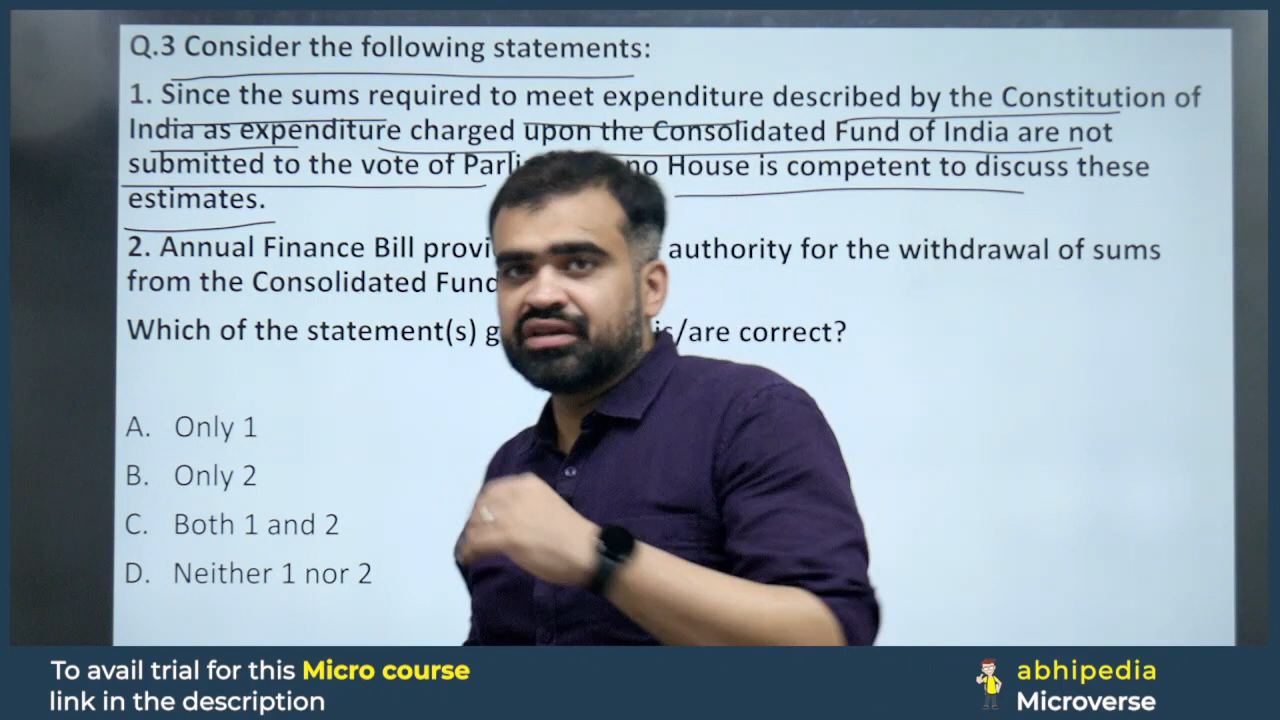 Q.3 Consider the following statements:
1. Since the sums required to meet expenditure described by the Constitution of
India as expenditure charged upon the Consolidated Fund of India are not
submitted to the vote of Parli no House is competent to discuss these
estimates.
2. Annual Finance Bill provi authority for the withdrawal of sums
from the Consolidated Fund
Which of the statement(s) g is/are correct?
A. Only 1
B. Only 2
C. Both 1 and 2
D. Neither 1 nor 2
To avail trial for this Micro course
link in the description
abhipedia
Microverse